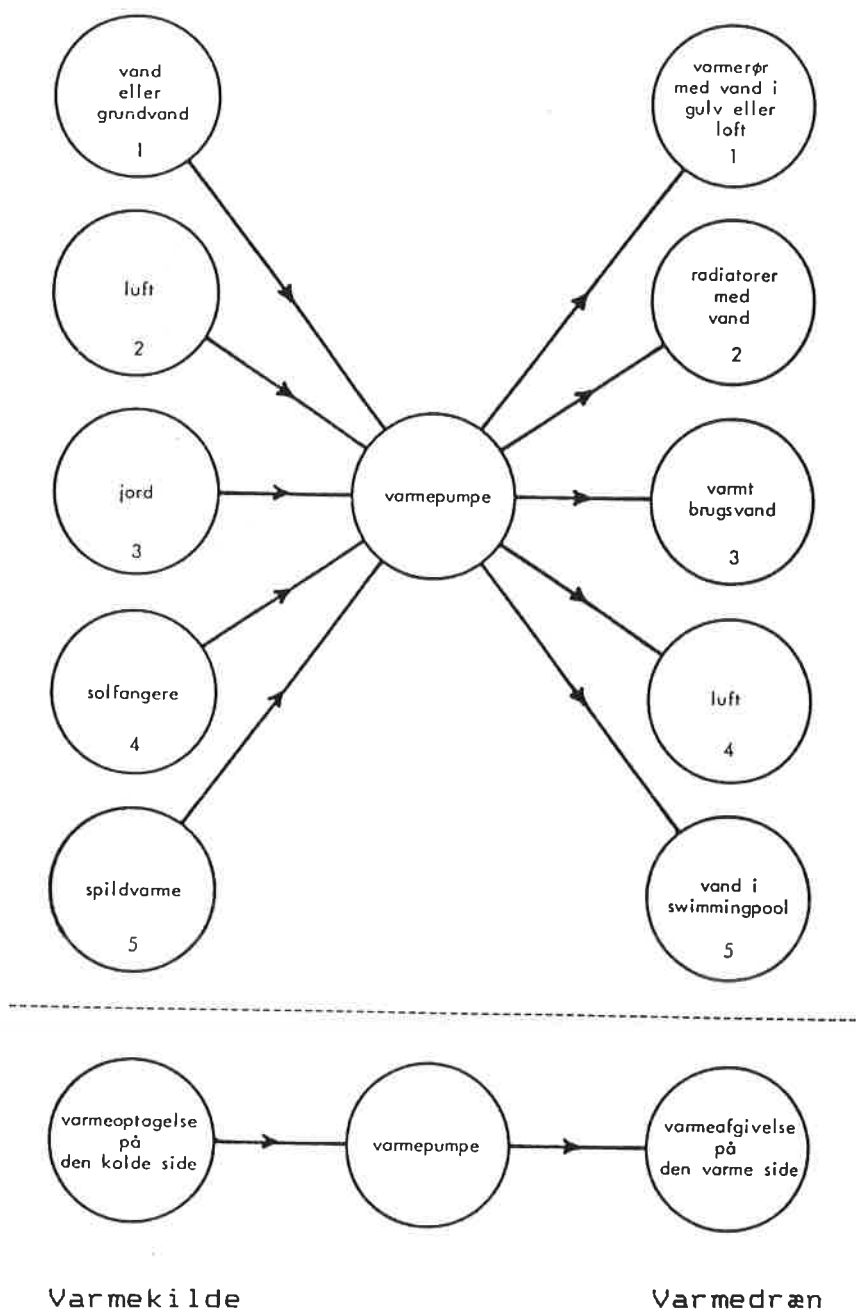 vand
eller
grundvand
1
luft
2
jord
3
solfangere
4
spildvarme
5
varmepumpe
varmerør
med vand i
gulv eller
loft
1
radiatorer
med
vand
2
varmt
brugsvand
3
luft
4
vand i
swimmingpool
5
varmeoptagelse
på
den kolde side
varmepumpe
varmeafgivelse
på
den varme side
Varmekilde
Varmedræn